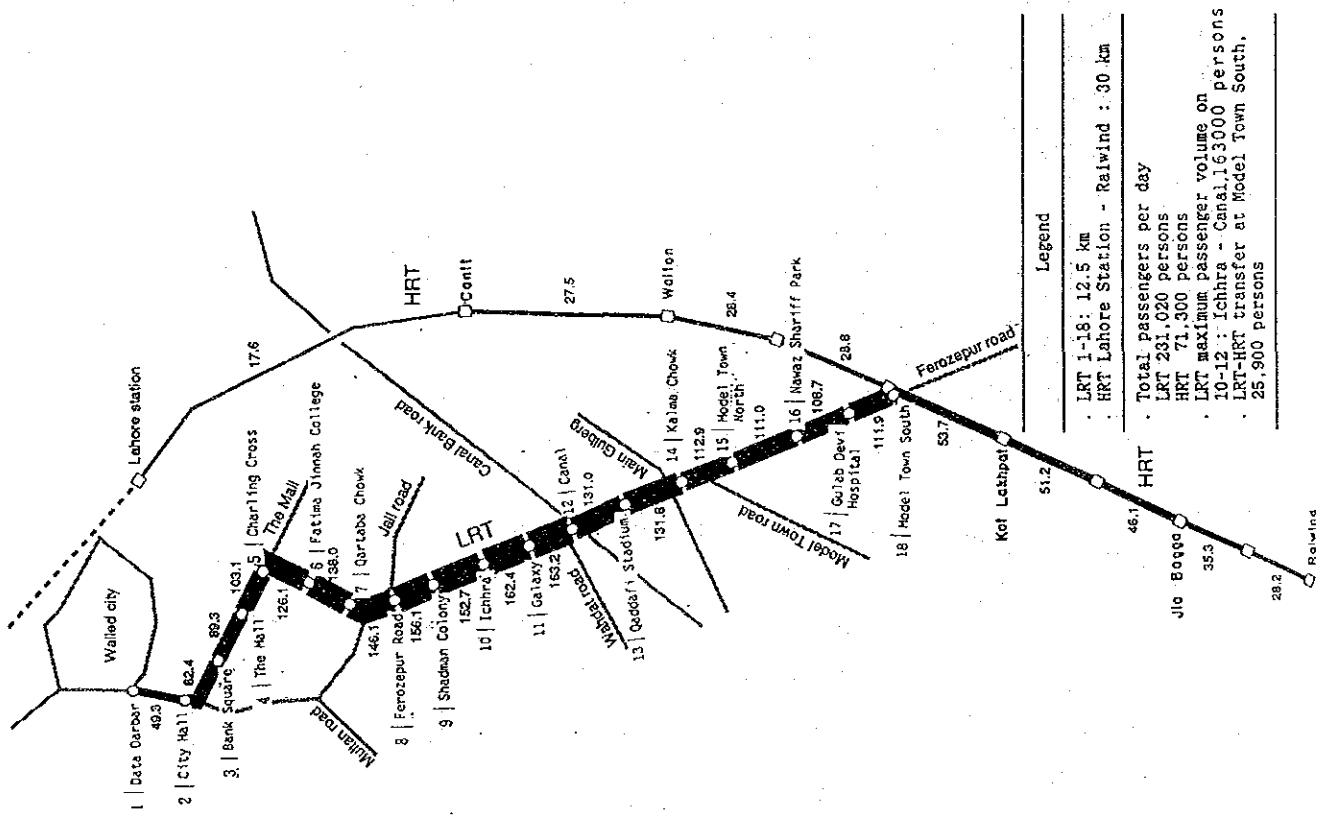 Lahore station
Walled city
17.6
HRT
Cantt
27.5
Walton
28.4
28.8
1 | Data Darbar
49.3
2 | City Hall
62.4
3 | Bank Square
89.3
4 | The Mall
103.1
5 | Charling Cross
The Mall
126.1
6 | Fatima Jinnah College
138.0
7 | Qartaba Chowk
Jail road
Multan road
146.1
8 | Ferozepur Road
156.1
9 | Shadman Colony
152.7
10 | Ichhra
162.4
LRT
11 | Galaxy
163.2
Canal Bank road
Wahdat road
12 | Canal
131.0
13 | Qaddafi Stadium
131.8
Main Gulberg
14 | Kalma Chowk
112.9
15 | Model Town
North
111.0
Model Town road
16 | Nawaz Shariff Park
108.7
17 | Gulab Devi
Hospital
111.9
18 | Model Town South
Ferozepur road
53.7
Kot Lakhpat
51.2
HRT
46.1
Jio Bagga
35.3
28.2
Raiwind
Legend
. LRT 1-18: 12.5 km
. HRT Lahore Station - Raiwind : 30 km
. Total passengers per day
LRT 231,020 persons
HRT 71,300 persons
. LRT maximum passenger volume on
10-12 : Ichhra - Canal,163000 persons
. LRT-HRT transfer at Model Town South,
25,900 persons